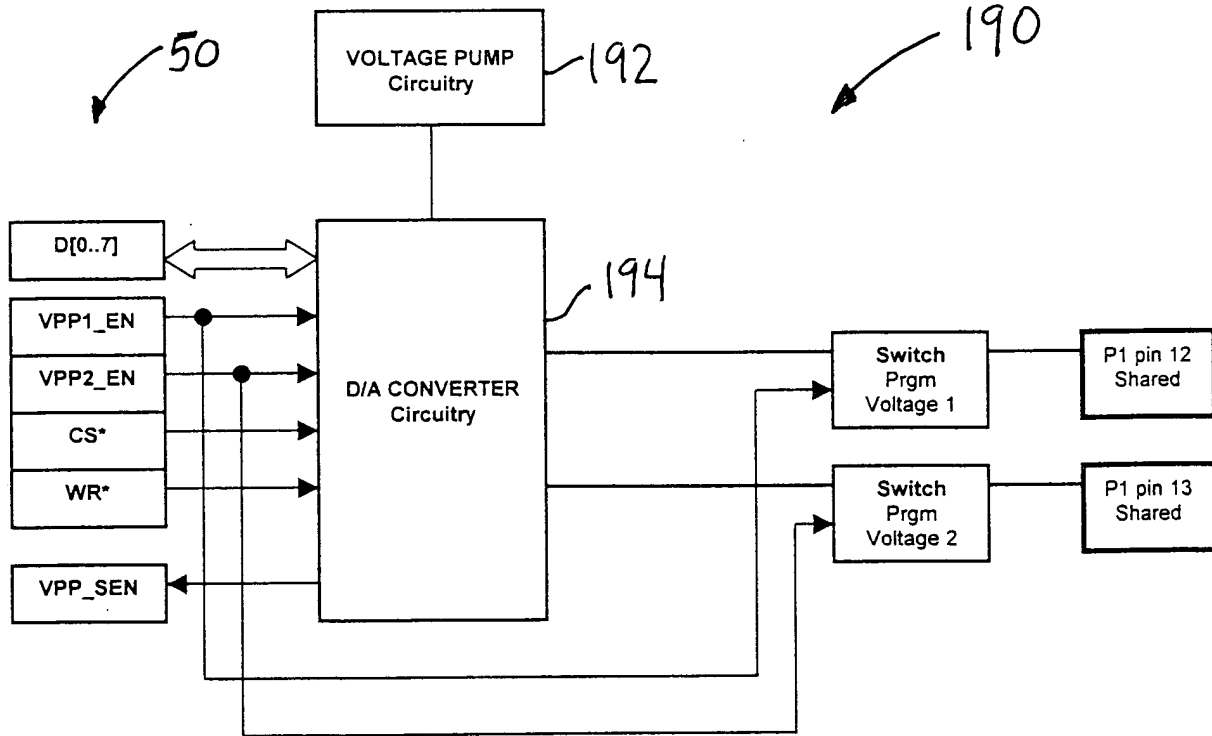 50
VOLTAGE PUMP
Circuitry
192
190
D[0..7]
194
VPP1_EN
VPP2_EN
CS*
WR*
VPP_SEN
D/A CONVERTER
Circuitry
Switch
Prgm
Voltage 1
P1 pin 12
Shared
Switch
Prgm
Voltage 2
P1 pin 13
Shared